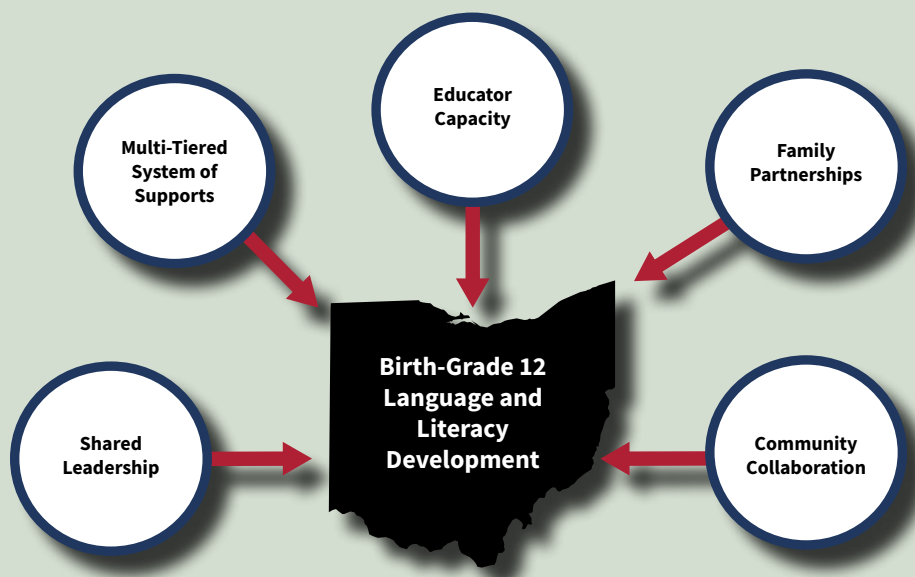 Educator
Capacity
Multi-Tiered
System of
Supports
Family
Partnerships
Birth-Grade 12
Language and
Literacy
Development
Shared
Leadership
Community
Collaboration